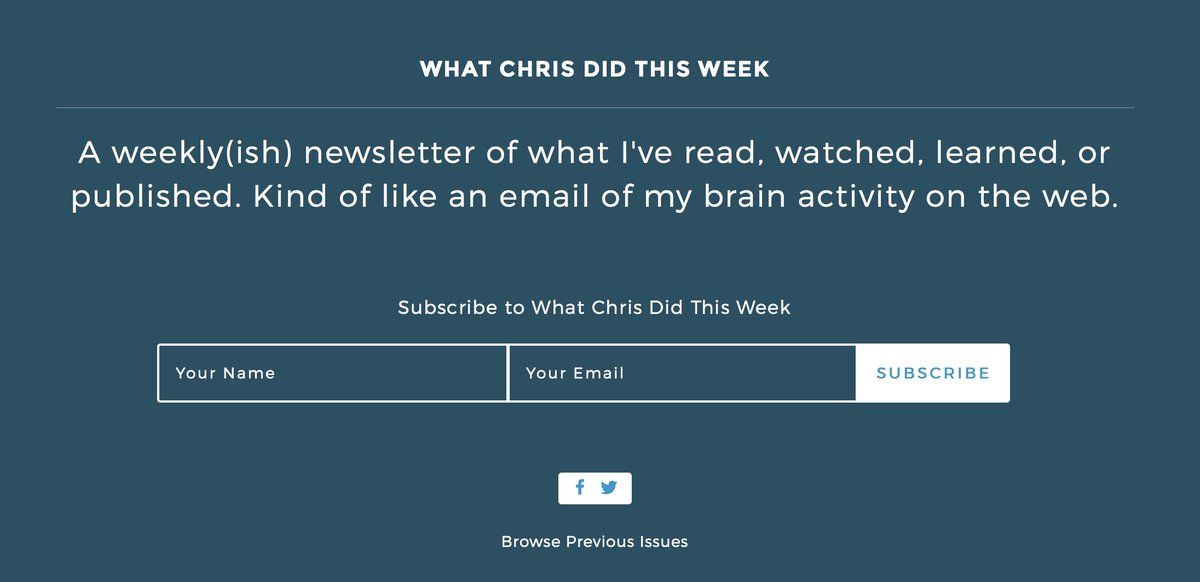 WHAT CHRIS DID THIS WEEK
A weekly(ish) newsletter of what I've read, watched, learned, or
published. Kind of like an email of my brain activity on the web.
Subscribe to What Chris Did This Week
Your Name
Your Email
SUBSCRIBE
Browse Previous Issues